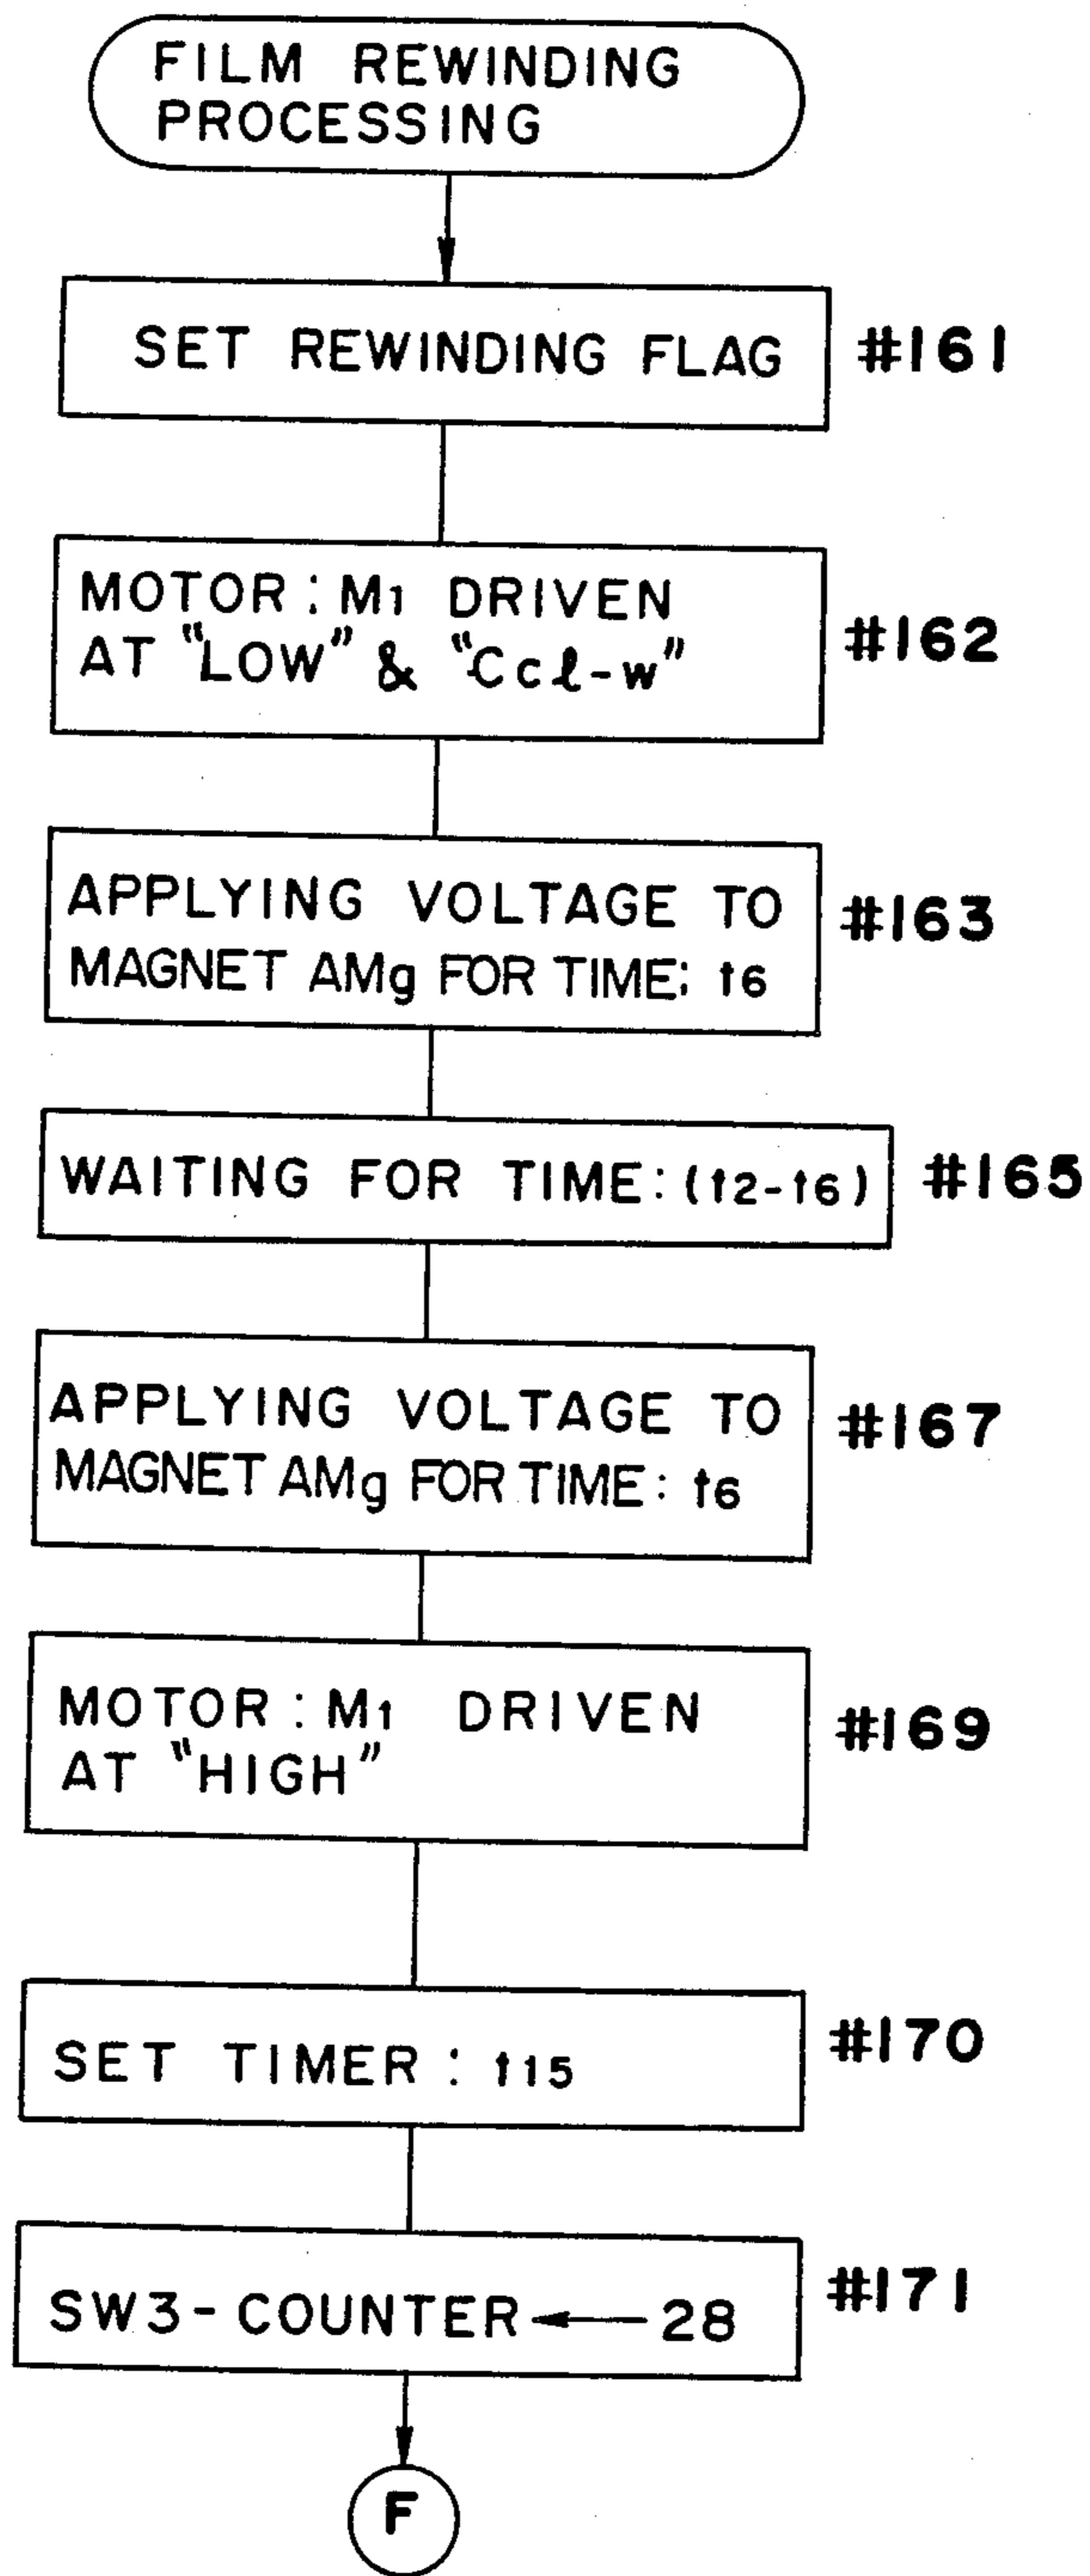 FILM REWINDING
PROCESSING
SET REWINDING FLAG
#161
MOTOR : M1 DRIVEN
AT "LOW" & "Ccl-w"
#162
APPLYING VOLTAGE TO
MAGNET AMg FOR TIME: t6
#163
WAITING FOR TIME: (t2-t6)
#165
APPLYING VOLTAGE TO
MAGNET AMg FOR TIME: t6
#167
MOTOR : M1 DRIVEN
AT "HIGH"
#169
SET TIMER : t15
#170
SW3-COUNTER ← 28
#171
F